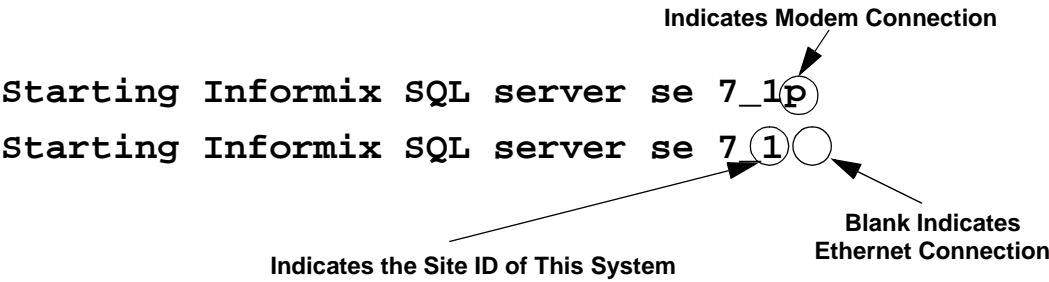 Indicates Modem Connection
Starting Informix SQL server se 7_1p
Starting Informix SQL server se 7_1
Blank Indicates
Ethernet Connection
Indicates the Site ID of This System